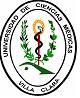 UNIVERSIDAD DE CIENCIAS MEDICAS
VILLA CLARA